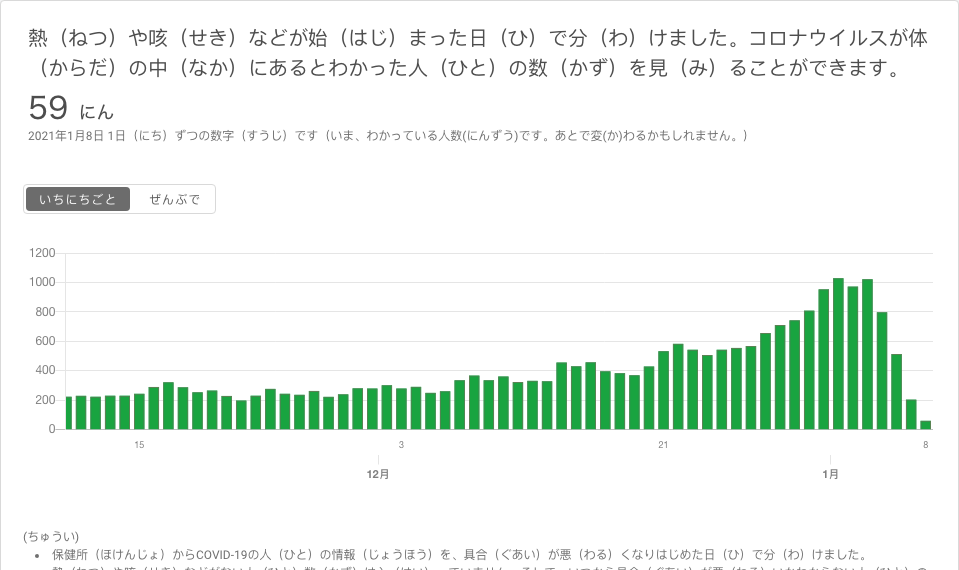 熱（ねつ）や咳（せき）などが始（はじ）まった日（ひ）で分（わ）けました。コロナウイルスが体
（からだ）の中（なか）にあるとわかった人（ひと）の数（かず）を見（み）ることができます。
59 にん
2021年1月8日 1日（にち）ずつの数字（すうじ）です（いま、わかっている人数(にんずう)です。あとで変(か)わるかもしれません。）
いちにちごと ぜんぶで
1200
1000
800
600
400
200
0
15 3 21 8
12月 1月
(ちゅうい)
• 保健所（ほけんじょ）からCOVID-19の人（ひと）の情報（じょうほう）を、具合（ぐあい）が悪（わる）くなりはじめた日（ひ）で分（わ）けました。